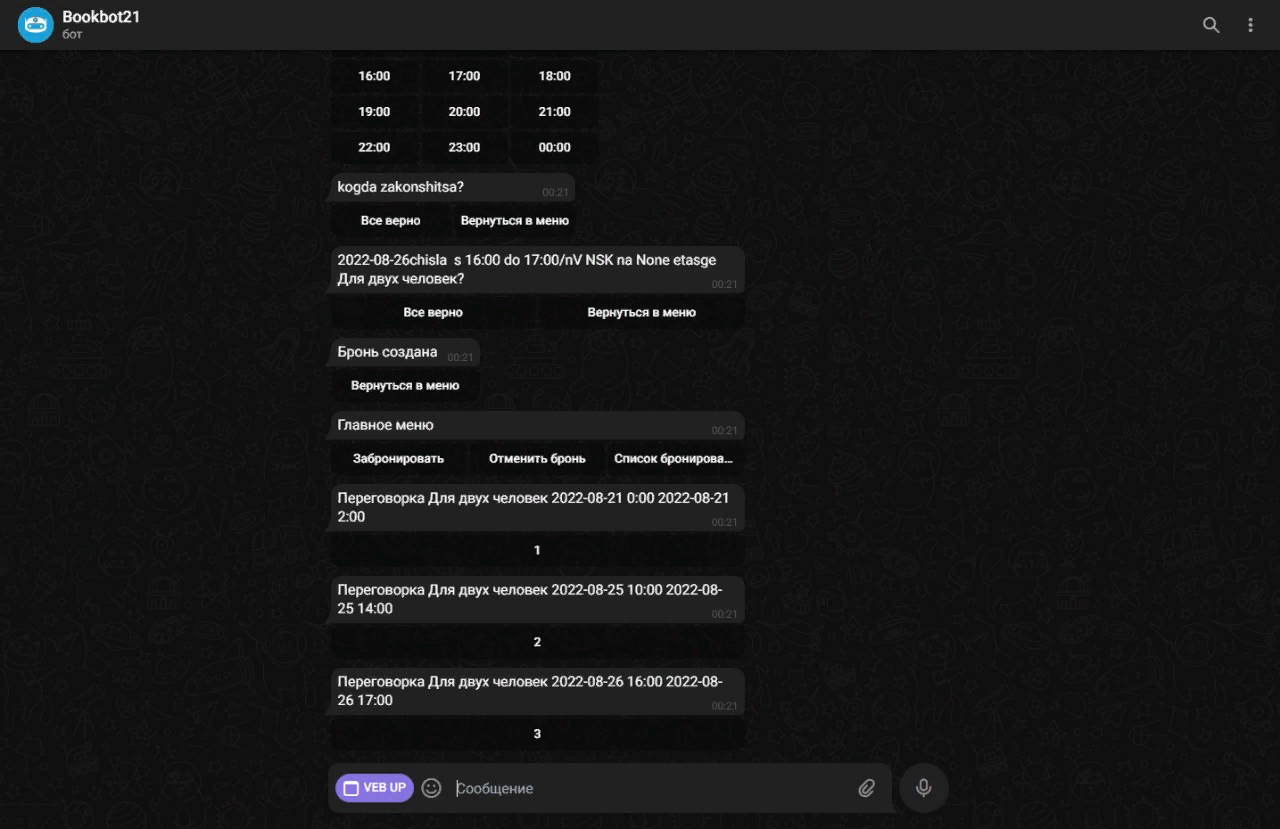 Bookbot21
бот
16:00 17:00 18:00
19:00 20:00 21:00
22:00 23:00 00:00
kogda zakonshitsa? 00:21
Все верно Вернуться в меню
2022-08-26chisla s 16:00 do 17:00/nV NSK na None etasge
Для двух человек? 00:21
Все верно Вернуться в меню
Бронь создана 00:21
Вернуться в меню
Главное меню 00:21
Забронировать Отменить бронь Список бронирова...
Переговорка Для двух человек 2022-08-21 0:00 2022-08-21
2:00 00:21
1
Переговорка Для двух человек 2022-08-25 10:00 2022-08-
25 14:00 00:21
2
Переговорка Для двух человек 2022-08-26 16:00 2022-08-
26 17:00 00:21
3
VEB UP Сообщение